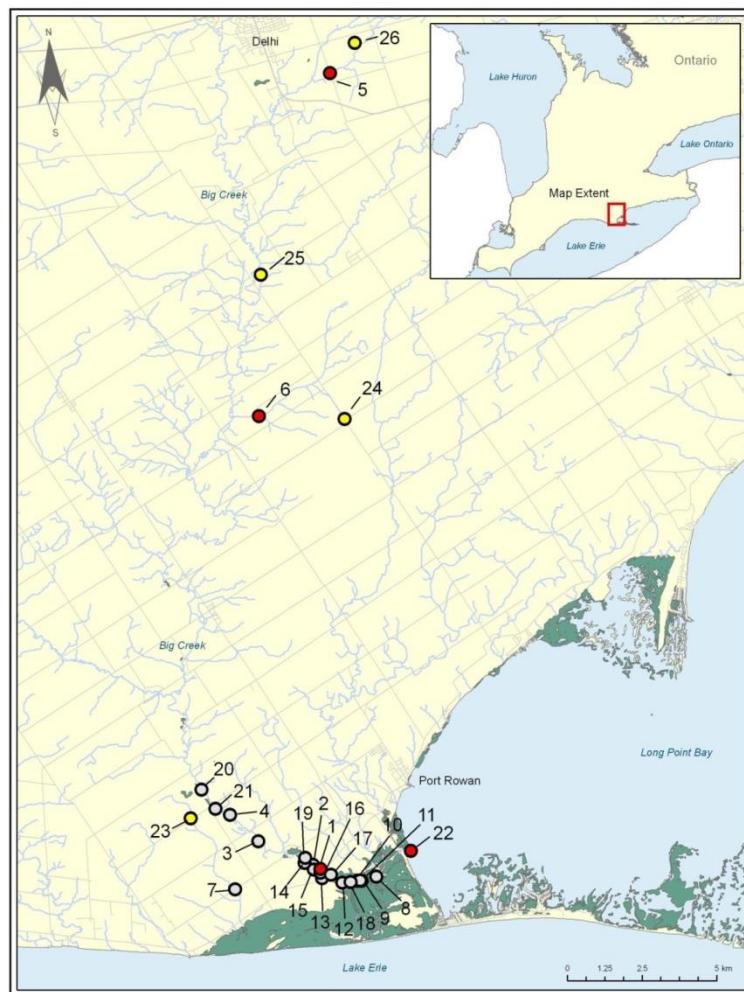 N
S
Delhi
26
5
Ontario
Lake Huron
Lake Ontario
Map Extent
Lake Erie
Big Creek
25
6
24
Big Creek
Long Point Bay
Port Rowan
20
21
4
23
3
19
2
1
16
17
10
11
22
7
14
15
13
12
18
9
8
Lake Erie
0 1.25 2.5 5 km